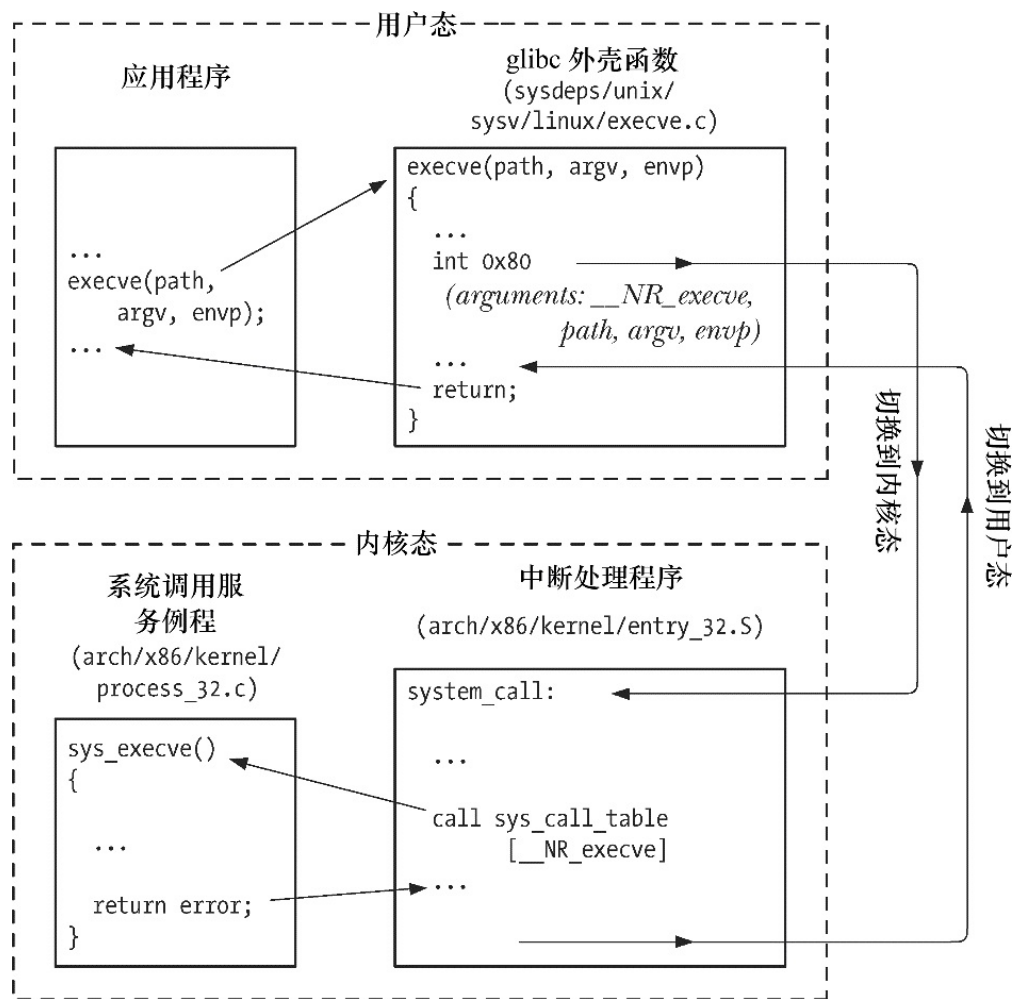 用户态
应用程序
glibc 外壳函数
(sysdeps/unix/
sysv/linux/execve.c)
...
execve(path,
argv, envp);
...
execve(path, argv, envp)
{
...
int 0x80
(arguments: __NR_execve,
path, argv, envp)
...
return;
}
切换到内核态
切换到用户态
内核态
系统调用服
务例程
(arch/x86/kernel/
process_32.c)
sys_execve()
{
...
return error;
}
中断处理程序
(arch/x86/kernel/entry_32.S)
system_call:
...
call sys_call_table
[__NR_execve]
...